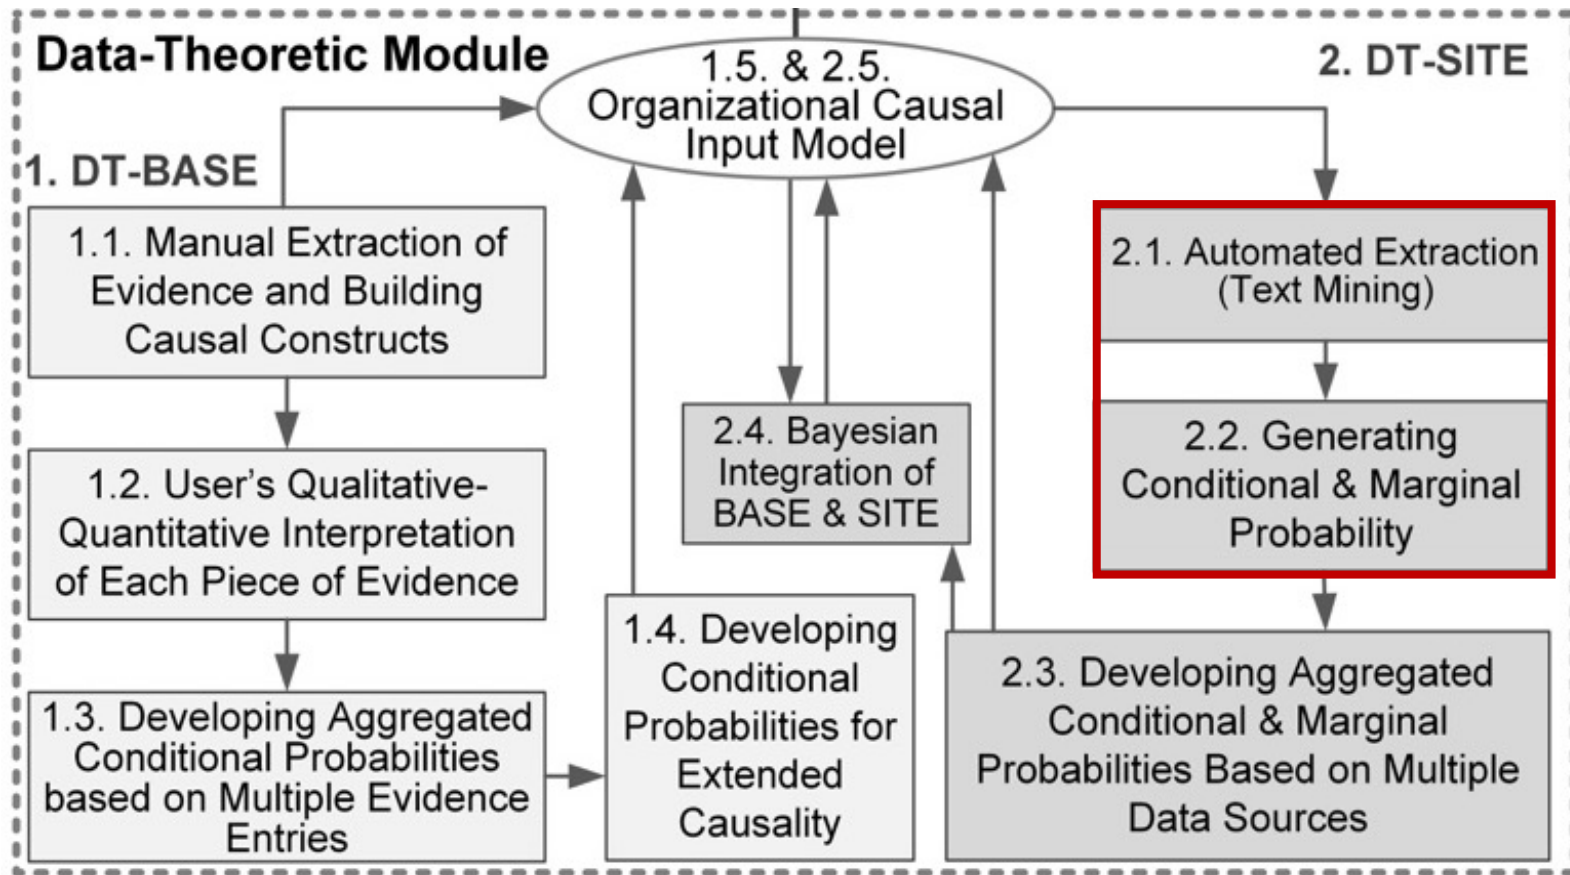 Data-Theoretic Module
1.5. & 2.5.
Organizational Causal
Input Model
2. DT-SITE
1. DT-BASE
1.1. Manual Extraction of
Evidence and Building
Causal Constructs
1.2. User’s Qualitative-
Quantitative Interpretation
of Each Piece of Evidence
1.3. Developing Aggregated
Conditional Probabilities
based on Multiple Evidence
Entries
1.4. Developing
Conditional
Probabilities for
Extended
Causality
2.4. Bayesian
Integration of
BASE & SITE
2.1. Automated Extraction
(Text Mining)
2.2. Generating
Conditional & Marginal
Probability
2.3. Developing Aggregated
Conditional & Marginal
Probabilities Based on Multiple
Data Sources